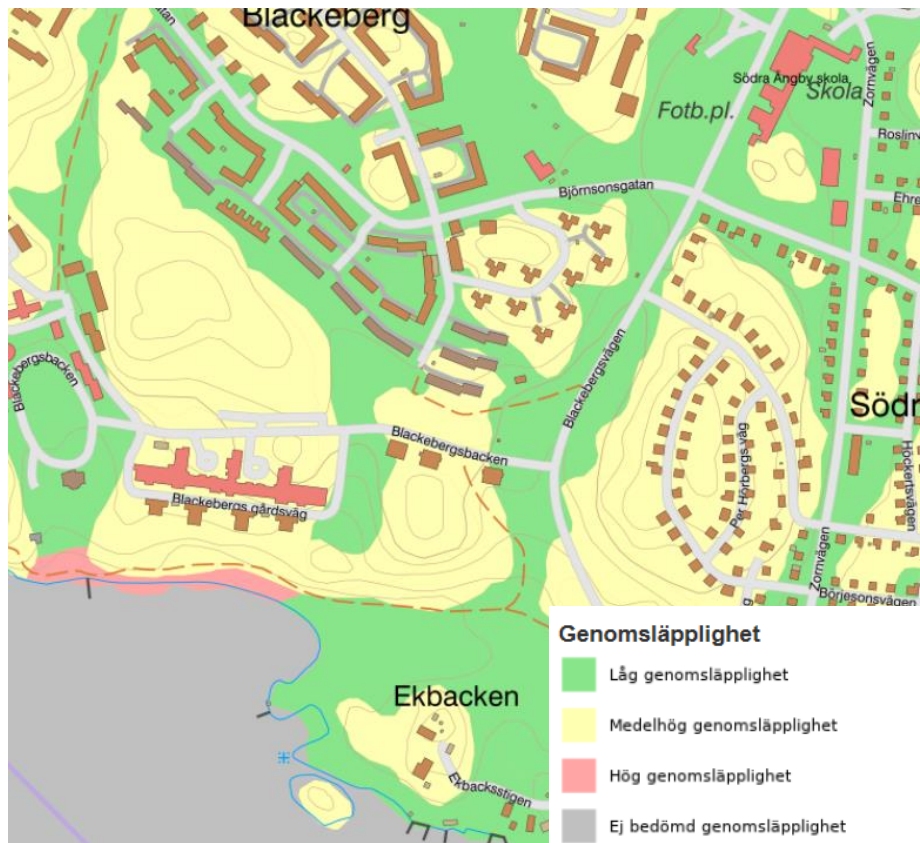 Blackeberg
gatan
Södra Ängby skola
Skola
Fotb.pl.
Zornvägen
Roslinv
Björnsonsgatan
Ehre
Blackebergsvägen
Blackebergsbacken
Södr
Blackebergsbacken
Höckertsvägen
Per Hörbergs väg
Blackebergs gårdsväg
Zornvägen
Börjesonsvägen
g
Genomsläpplighet
Låg genomsläpplighet
Ekbacken
Medelhög genomsläpplighet
Hög genomsläpplighet
Ekbacksstigen
Ej bedömd genomsläpplighet